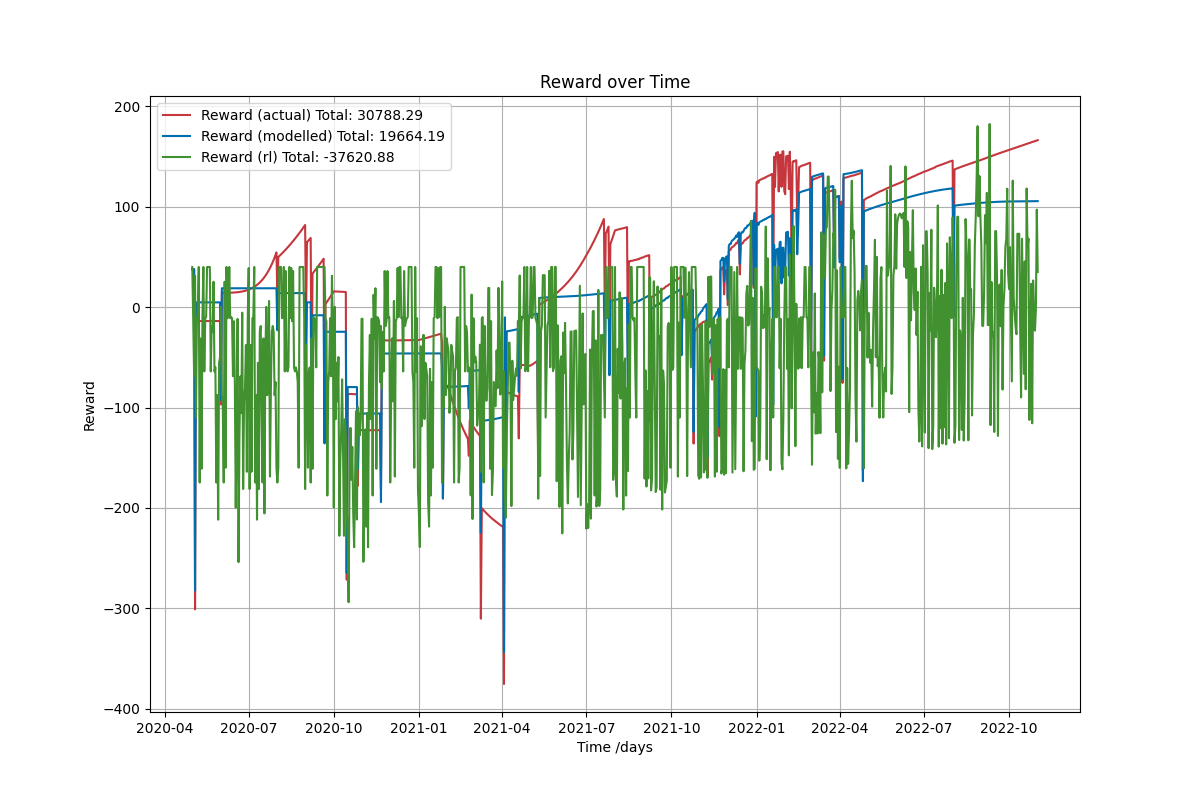 Reward over Time
Reward (actual) Total: 30788.29
Reward (modelled) Total: 19664.19
Reward (rl) Total: -37620.88
Reward
200
100
0
−100
−200
−300
−400
2020-04 2020-07 2020-10 2021-01 2021-04 2021-07 2021-10 2022-01 2022-04 2022-07 2022-10
Time /days